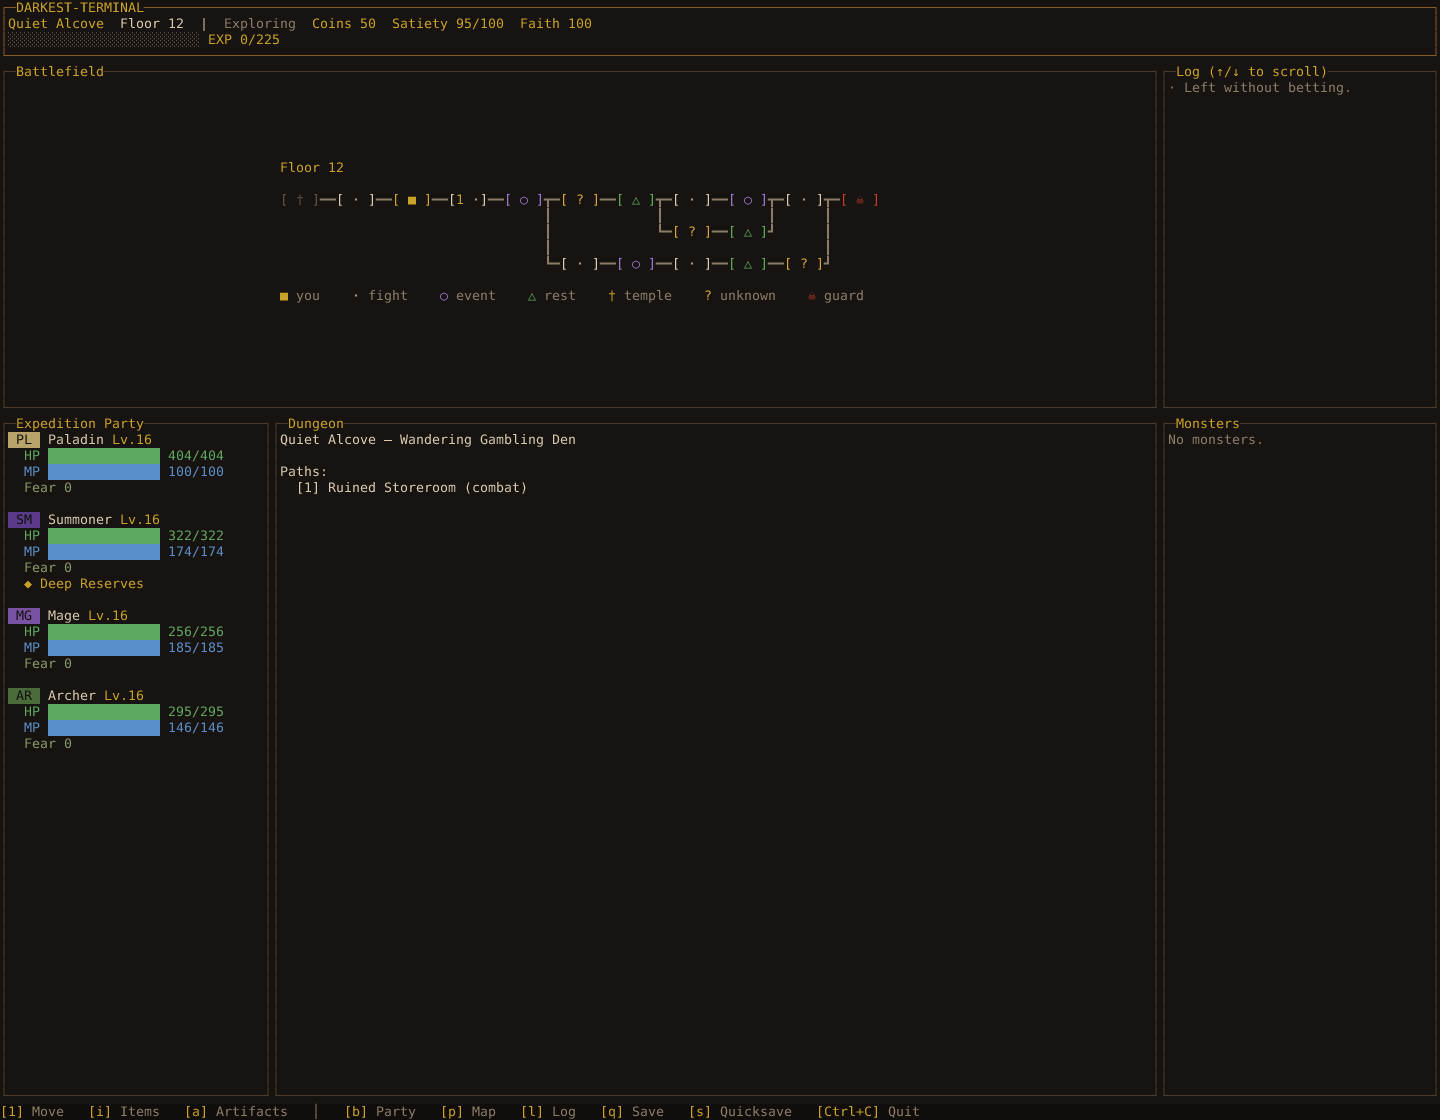 DARKEST-TERMINAL
Quiet Alcove  Floor 12  |  Exploring  Coins 50  Satiety 95/100  Faith 100
EXP 0/225
Battlefield
Log (↑/↓ to scroll)
· Left without betting.
Floor 12
[ † ]━━[ · ]━━[ ■ ]━━[1 ·]━━[ ○ ]┳━[ ? ]━━[ △ ]┳━[ · ]━━[ ○ ]┳━[ · ]┳━[ ☠ ]
┗━[ ? ]━━[ △ ]┛
┗━[ · ]━━[ ○ ]━━[ · ]━━[ △ ]━━[ ? ]┛
■ you    · fight    ○ event    △ rest    † temple    ? unknown    ☠ guard
Expedition Party
PL  Paladin Lv.16
HP 404/404
MP 100/100
Fear 0
SM  Summoner Lv.16
HP 322/322
MP 174/174
Fear 0
◆ Deep Reserves
MG  Mage Lv.16
HP 256/256
MP 185/185
Fear 0
AR  Archer Lv.16
HP 295/295
MP 146/146
Fear 0
Dungeon
Quiet Alcove — Wandering Gambling Den
Paths:
[1] Ruined Storeroom (combat)
Monsters
No monsters.
[1] Move   [i] Items   [a] Artifacts   │   [b] Party   [p] Map   [l] Log   [q] Save   [s] Quicksave   [Ctrl+C] Quit